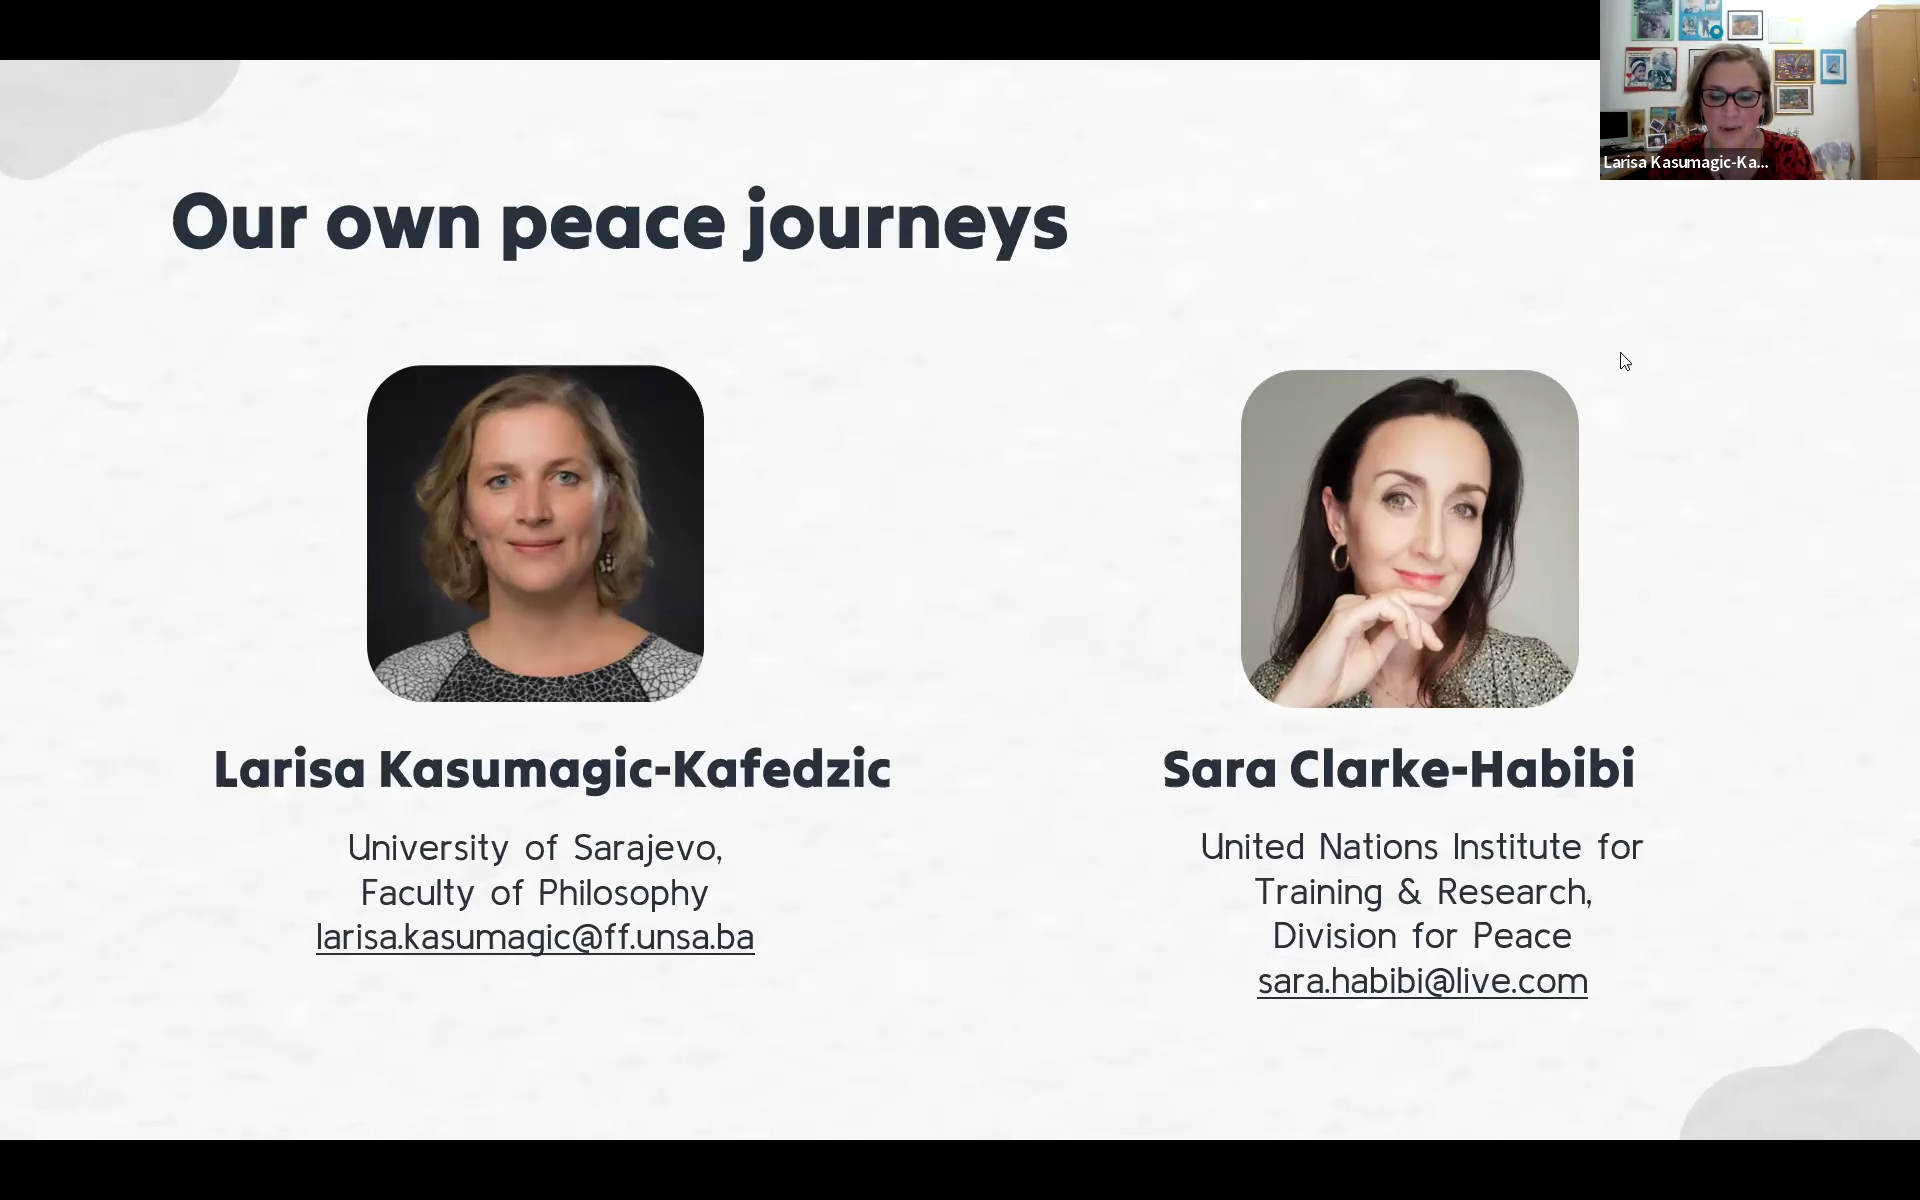 Larisa Kasumagic-Ka...
Our own peace journeys
Larisa Kasumagic-Kafedzic
University of Sarajevo,
Faculty of Philosophy
larisa.kasumagic@ff.unsa.ba
Sara Clarke-Habibi
United Nations Institute for
Training & Research,
Division for Peace
sara.habibi@live.com